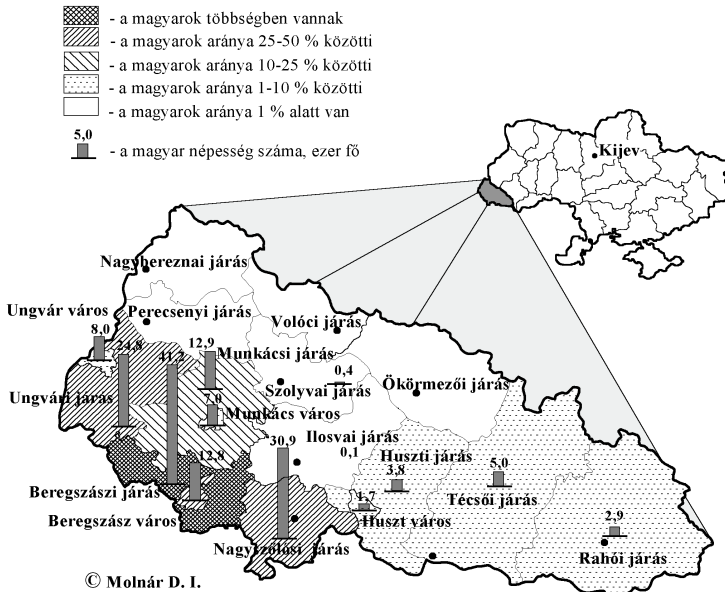 - a magyarok többségben vannak
- a magyarok aránya 25-50 % közötti
- a magyarok aránya 10-25 % közötti
- a magyarok aránya 1-10 % közötti
- a magyarok aránya 1 % alatt van
5,0
- a magyar népesség száma, ezer fő
Kijev
Nagybereznai járás
Ungvár város
Perecsenyi járás
8,0
Volóci járás
24,8
12,9
Munkácsi járás
41,2
0,4
Ungvári járás
Szolyvai járás
Ökörmezői járás
7,0
Munkács város
Ilosvai járás
30,9
0,1
Huszti járás
12,8
3,8
5,0
Beregszászi járás
Técsői járás
1,7
Beregszász város
Huszt város
2,9
Nagyszőlősi járás
Rahói járás
© Molnár D. I.